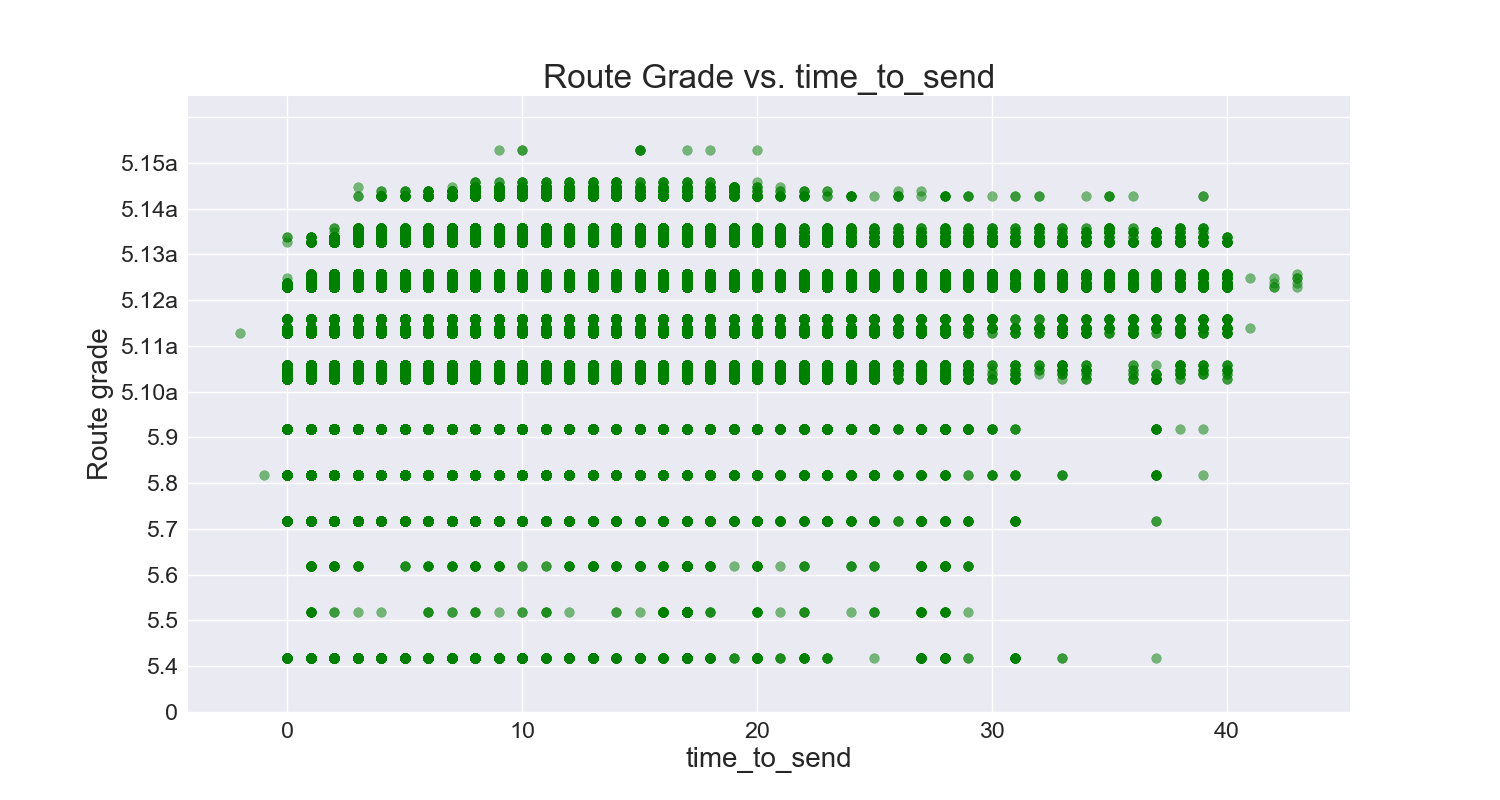 Route Grade vs. time_to_send
Route grade
5.15a
5.14a
5.13a
5.12a
5.11a
5.10a
5.9
5.8
5.7
5.6
5.5
5.4
0
0 10 20 30 40
time_to_send